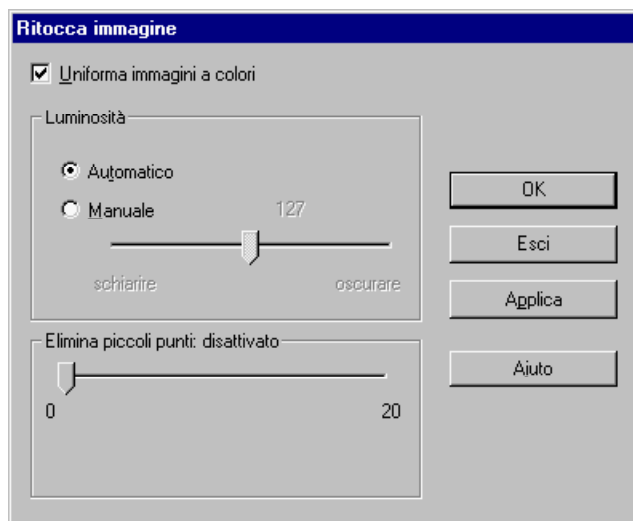 Ritocca immagine
Uniforma immagini a colori
Luminosità
Automatico
Manuale 127
schiarire oscurare
Elimina piccoli punti: disattivato
0 20
OK
Esci
Applica
Aiuto